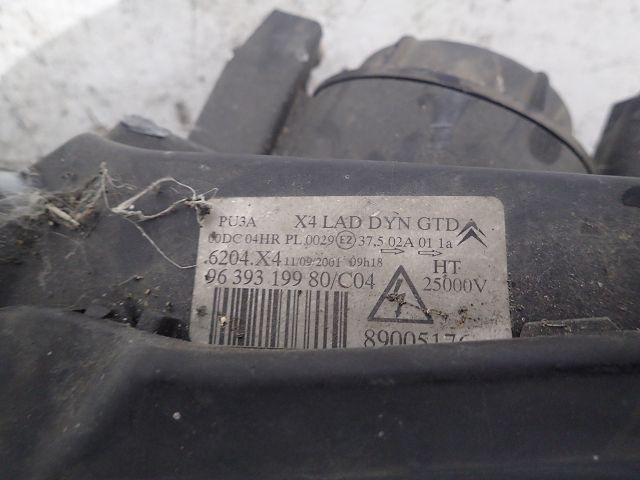 PU3A X4 LAD DYN GTD
00DC 04HR PL 0029 E2 37,5 02A 01 1a
.6204.X4 11/09/2001 09h18 HT
96 393 199 80/C04 25000V
8900517